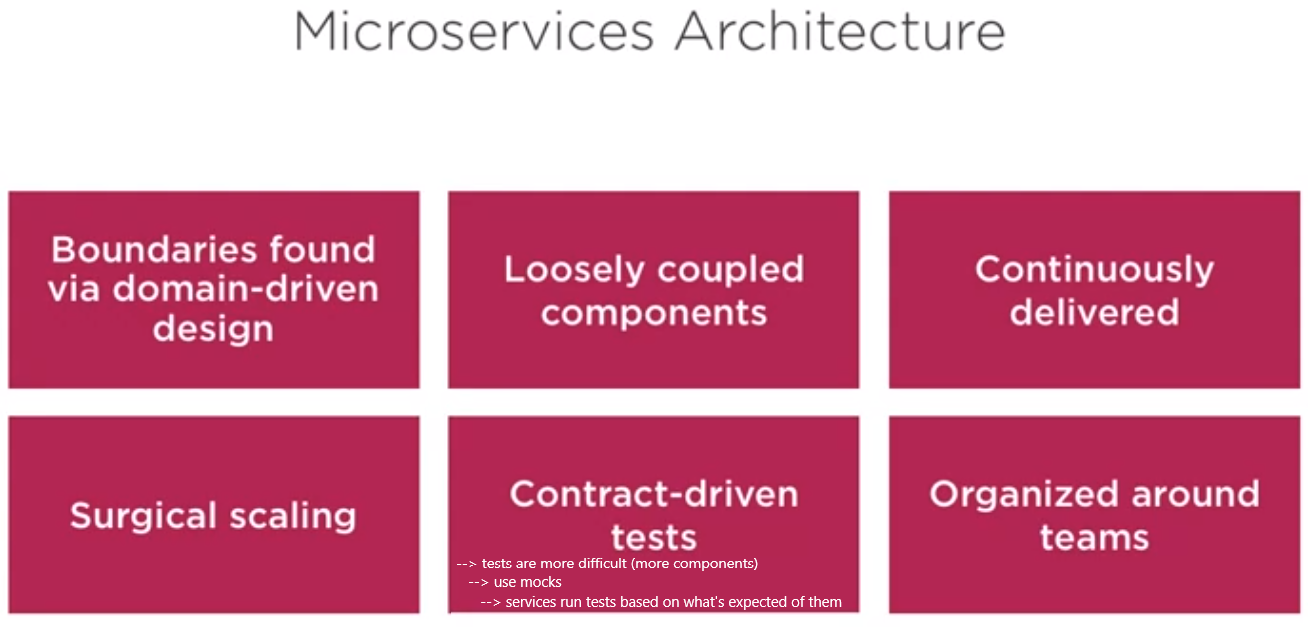 Microservices Architecture
Boundaries found
via domain-driven
design
Loosely coupled
components
Continuously
delivered
Surgical scaling
Contract-driven
tests
--> tests are more difficult (more components)
--> use mocks
--> services run tests based on what's expected of them
Organized around
teams